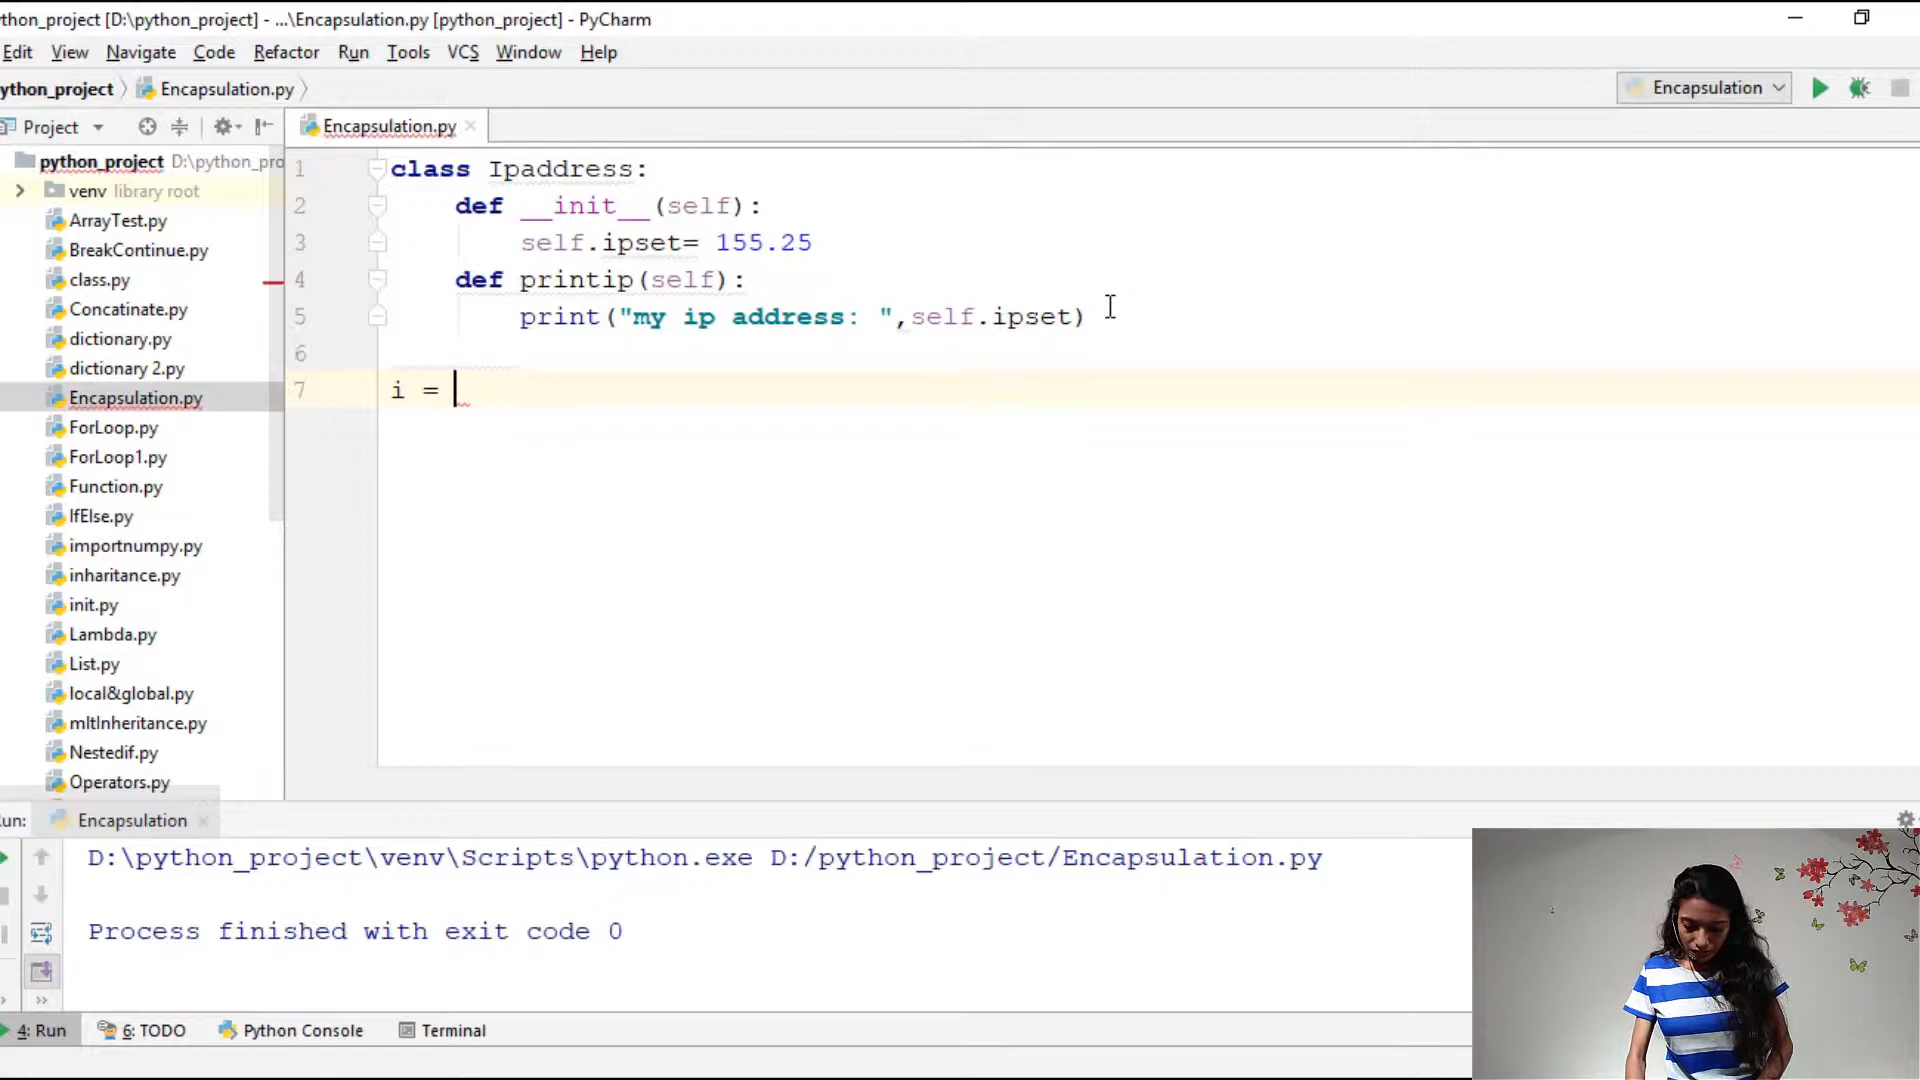 ython_project [D:\python_project] - ...\Encapsulation.py [python_project] - PyCharm
Edit View Navigate Code Refactor Run Tools VCS Window Help
ython_project Encapsulation.py Encapsulation
Project Encapsulation.py
python_project D:\python_pro
venv library root
ArrayTest.py
BreakContinue.py
class.py
Concatinate.py
dictionary.py
dictionary 2.py
Encapsulation.py
ForLoop.py
ForLoop1.py
Function.py
IfElse.py
importnumpy.py
inharitance.py
init.py
Lambda.py
List.py
local&global.py
mltInheritance.py
Nestedif.py
Operators.py
1 class Ipaddress:
2 def __init__(self):
3 self.ipset= 155.25
4 def printip(self):
5 print("my ip address: ",self.ipset)
6
7 i =
un: Encapsulation
D:\python_project\venv\Scripts\python.exe D:/python_project/Encapsulation.py
Process finished with exit code 0
4: Run 6: TODO Python Console Terminal